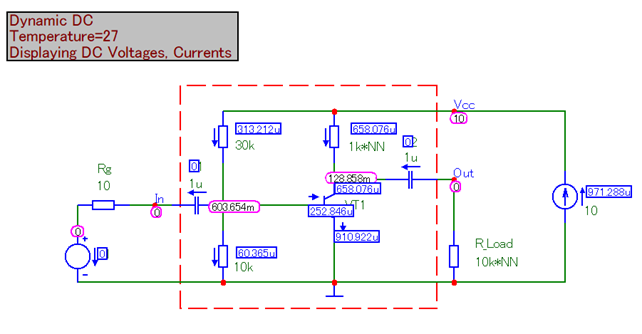 Dynamic DC
Temperature=27
Displaying DC Voltages, Currents
Vcc
10
313.212u
30k
658.076u
1k*NN
0
1u
0
1u
Out
0
128.858m
658.076u
971.288u
10
Rg
10
In
0
603.654m
252.846u
VT1
0
0
60.365u
10k
910.922u
R_Load
10k*NN